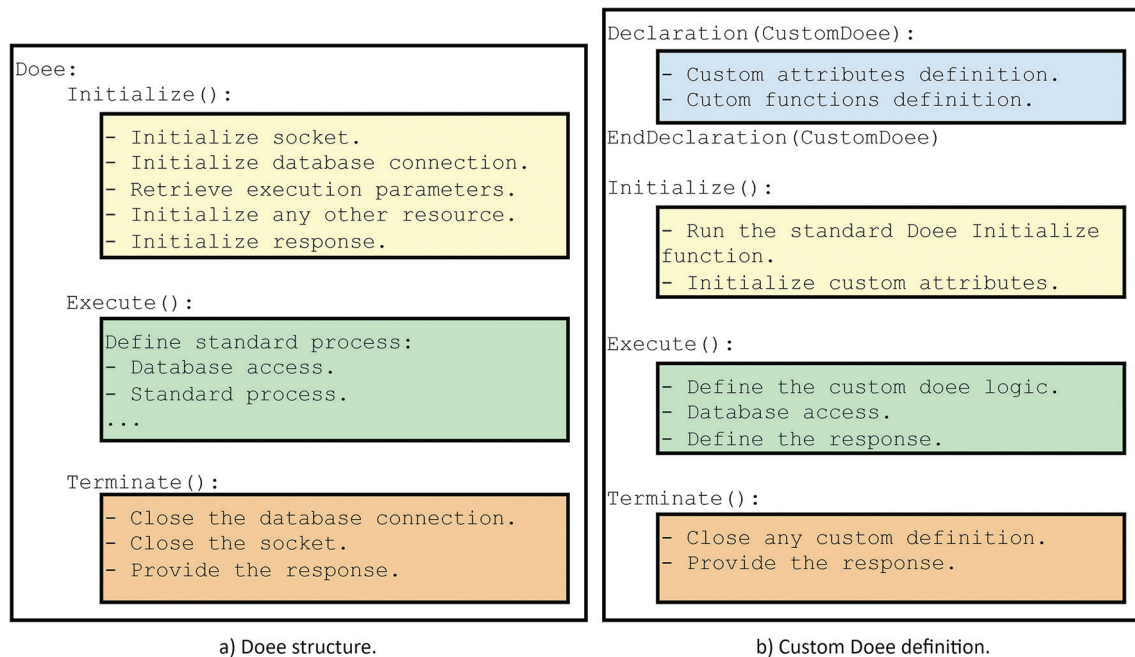 Doee:
Initialize():
- Initialize socket.
- Initialize database connection.
- Retrieve execution parameters.
- Initialize any other resource.
- Initialize response.
Execute():
Define standard process:
- Database access.
- Standard process.
...
Terminate():
- Close the database connection.
- Close the socket.
- Provide the response.
a) Doee structure.
Declaration(CustomDoee):
- Custom attributes definition.
- Cutom functions definition.
EndDeclaration(CustomDoee)
Initialize():
- Run the standard Doee Initialize
function.
- Initialize custom attributes.
Execute():
- Define the custom doee logic.
- Database access.
- Define the response.
Terminate():
- Close any custom definition.
- Provide the response.
b) Custom Doee definition.